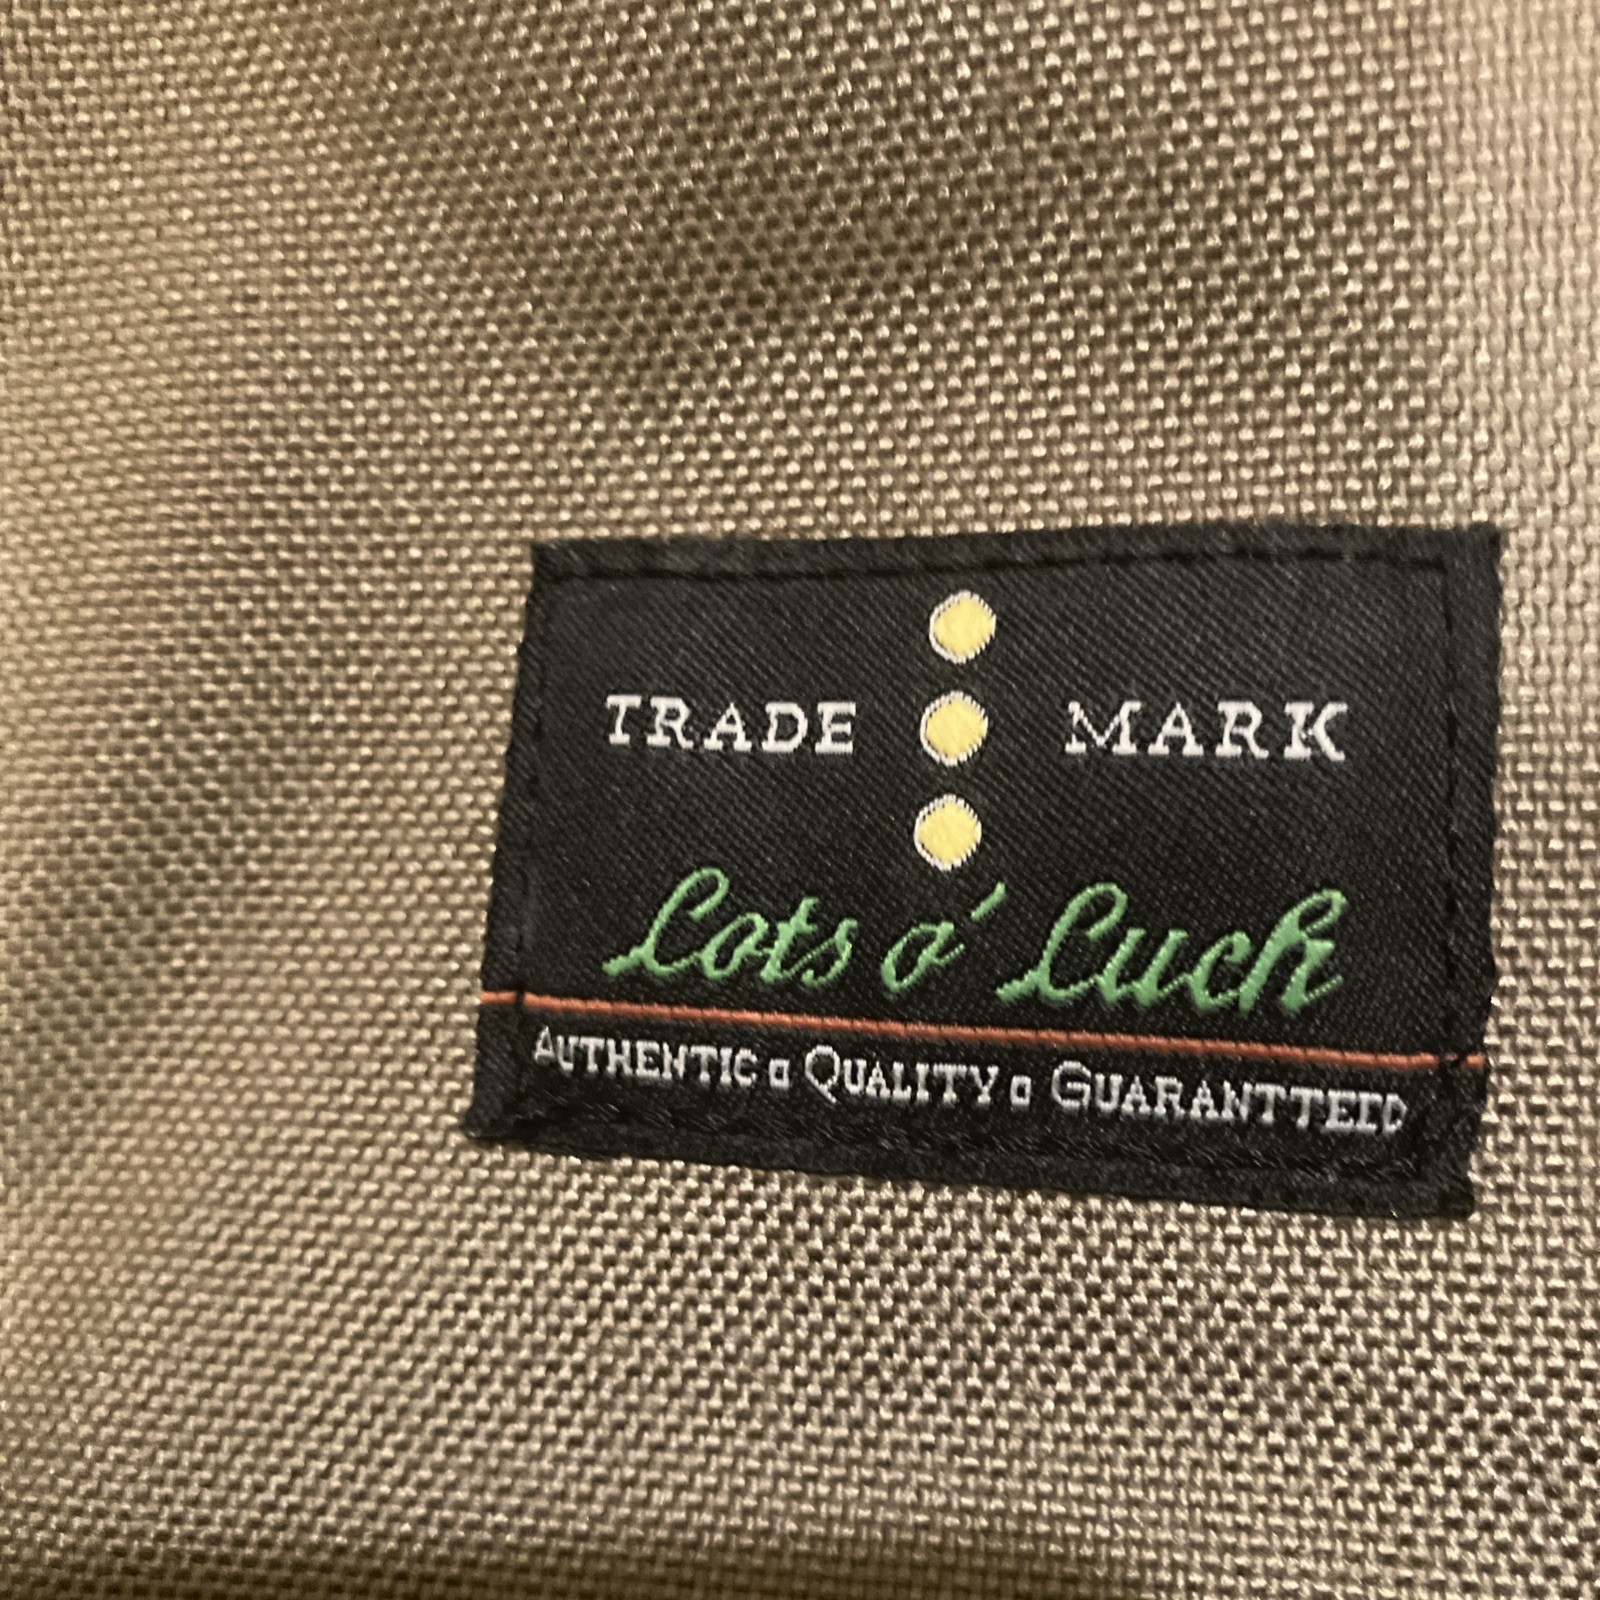 TRADE MARK
Lots o' Luck
AUTHENTIC o QUALITY o GUARANTTEED